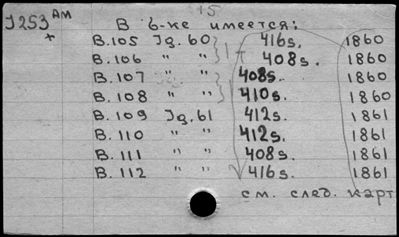 J253 AM 15
+ В б-ке имеется:
B.105 Jg. 60 416s. 1860
B.106 " " 408s. 1860
B.107 " " 408s. 1860
B.108 " " 410s. 1860
B.109 Jg. 61 412s. 1861
B.110 " " 412s. 1861
B.111 " " 408s. 1861
B.112 " " 416s. 1861
см. след. карт